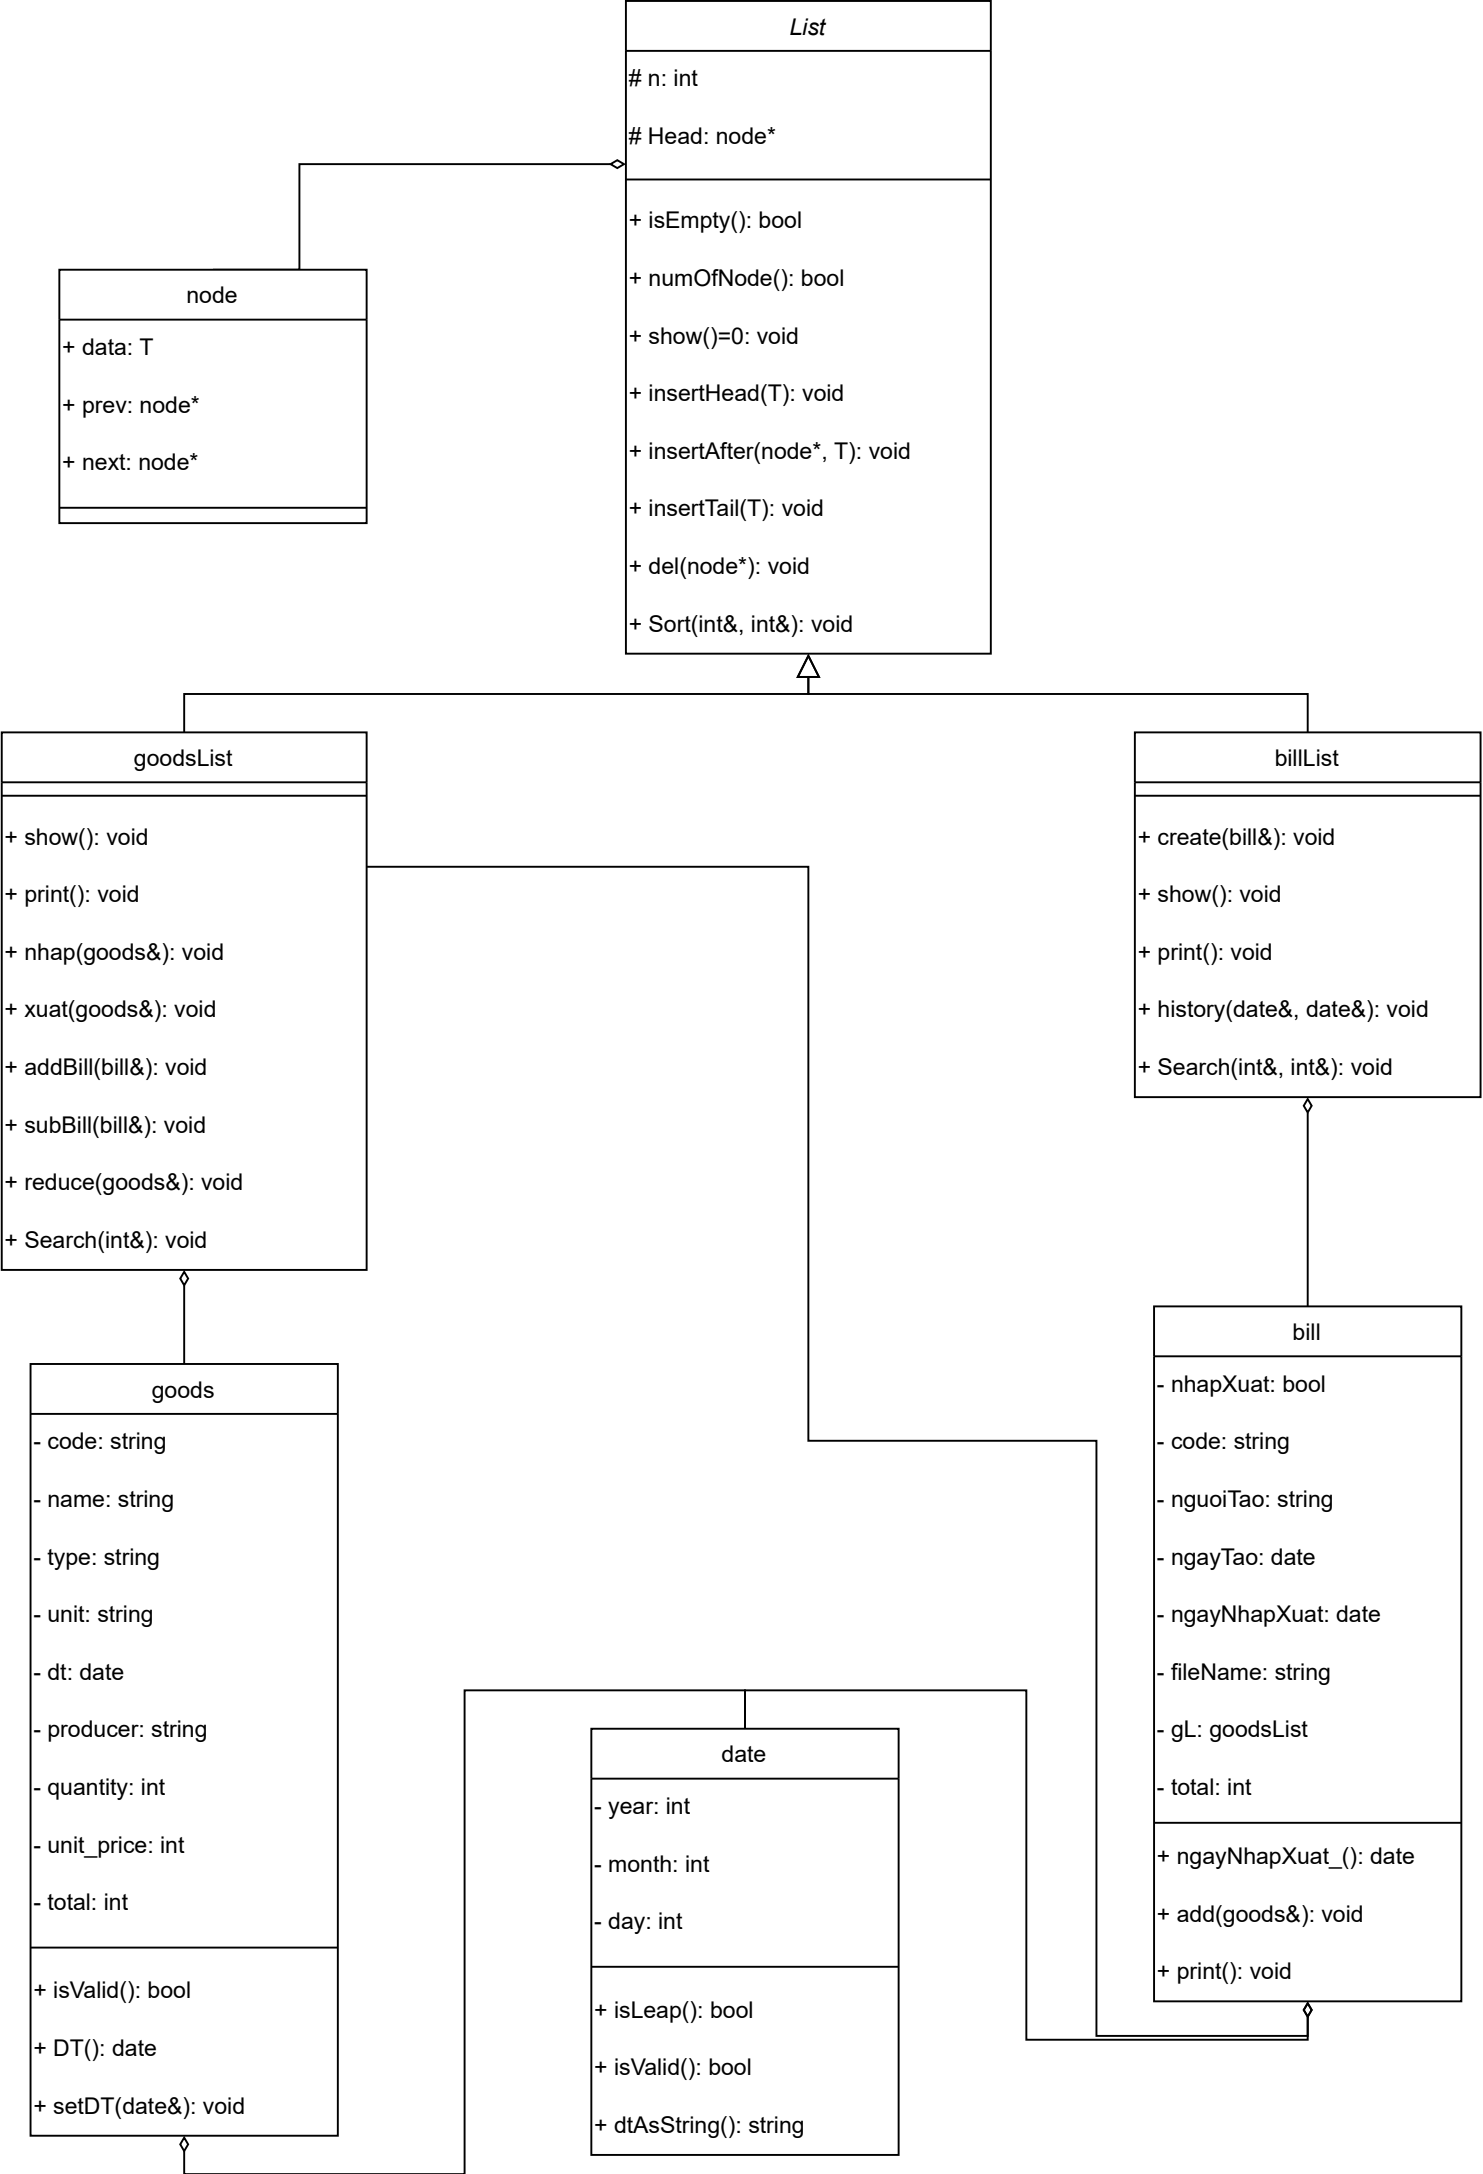 List
# n: int
# Head: node*
+ isEmpty(): bool
+ numOfNode(): bool
+ show()=0: void
+ insertHead(T): void
+ insertAfter(node*, T): void
+ insertTail(T): void
+ del(node*): void
+ Sort(int&, int&): void
node
+ data: T
+ prev: node*
+ next: node*
goodsList
+ show(): void
+ print(): void
+ nhap(goods&): void
+ xuat(goods&): void
+ addBill(bill&): void
+ subBill(bill&): void
+ reduce(goods&): void
+ Search(int&): void
billList
+ create(bill&): void
+ show(): void
+ print(): void
+ history(date&, date&): void
+ Search(int&, int&): void
goods
- code: string
- name: string
- type: string
- unit: string
- dt: date
- producer: string
- quantity: int
- unit_price: int
- total: int
+ isValid(): bool
+ DT(): date
+ setDT(date&): void
date
- year: int
- month: int
- day: int
+ isLeap(): bool
+ isValid(): bool
+ dtAsString(): string
bill
- nhapXuat: bool
- code: string
- nguoiTao: string
- ngayTao: date
- ngayNhapXuat: date
- fileName: string
- gL: goodsList
- total: int
+ ngayNhapXuat_(): date
+ add(goods&): void
+ print(): void